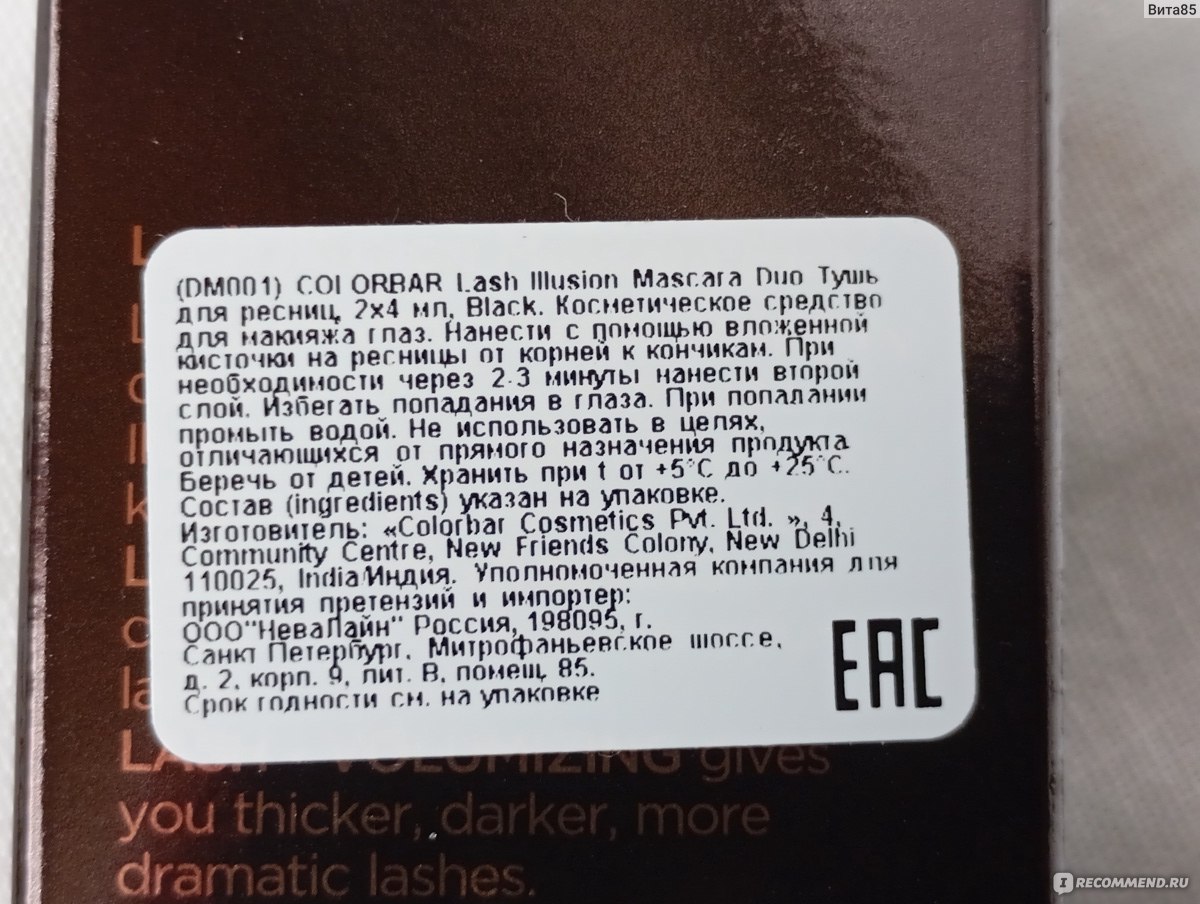 Вита85
(DM001) COLORBAR Lash Illusion Mascara Duo Тушь
для ресниц, 2x4 мл, Black. Косметическое средство
для макияжа глаз. Нанести с помощью вложенной
кисточки на ресницы от корней к кончикам. При
необходимости через 2-3 минуты нанести второй
слой. Избегать попадания в глаза. При попадании
промыть водой. Не использовать в целях,
отличающихся от прямого назначения продукта
Беречь от детей. Хранить при t от +5°C до +25°C.
Состав (ingredients) указан на упаковке.
Изготовитель: «Colorbar Cosmetics Pvt. Ltd. », 4,
Community Centre, New Friends Colony, New Delhi
110025, India/Индия. Уполномоченная компания для
принятия претензий и импортер:
ООО"НеваЛайн" Россия, 198095, г.
Санкт Петербург, Митрофаньевское шоссе,
д. 2, корп. 9, лит. В, помещ. 85.
Срок годности см. на упаковке
EAC
LASH VOLUMIZING gives
you thicker, darker, more
dramatic lashes.
IRECOMMEND.RU